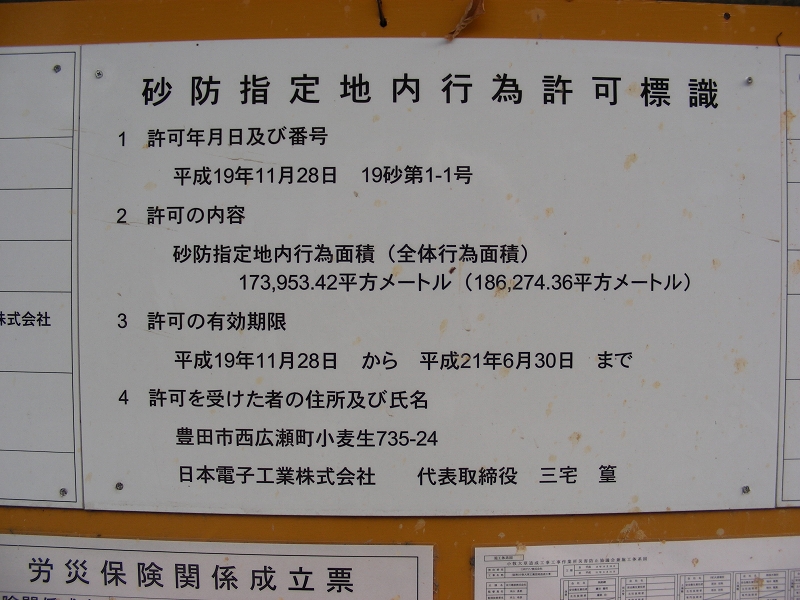 砂防指定地内行為許可標識
1 許可年月日及び番号
平成19年11月28日 19砂第1-1号
2 許可の内容
砂防指定地内行為面積（全体行為面積）
173,953.42平方メートル（186,274.36平方メートル）
3 許可の有効期限
平成19年11月28日 から 平成21年6月30日 まで
4 許可を受けた者の住所及び氏名
豊田市西広瀬町小麦生735-24
日本電子工業株式会社 代表取締役 三宅 篁
株式会社
労災保険関係成立票